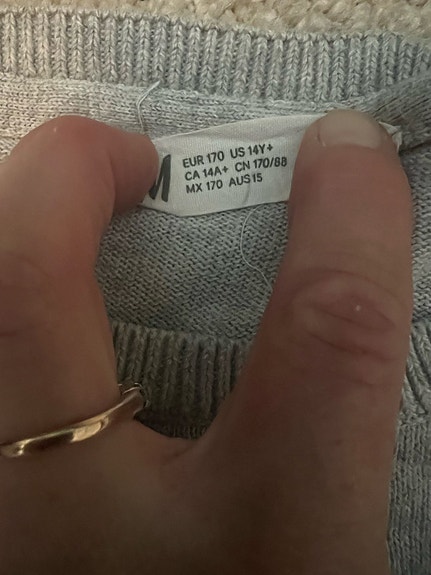 M
EUR 170 US 14Y+
CA 14A+ CN 170/88
MX 170 AUS 15